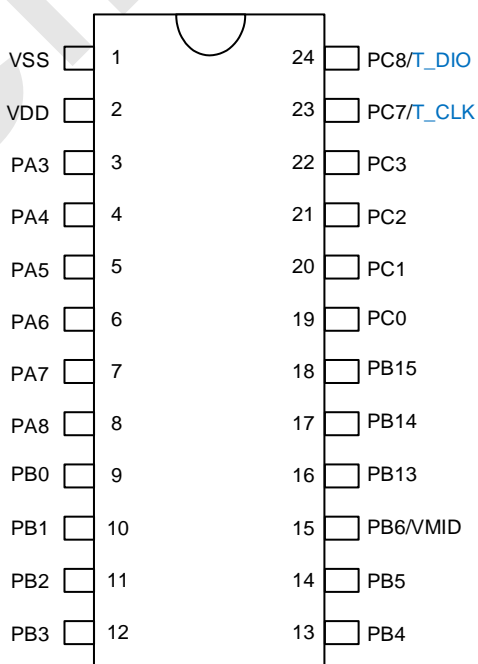 VSS 1 24 PC8/T_DIO
VDD 2 23 PC7/T_CLK
PA3 3 22 PC3
PA4 4 21 PC2
PA5 5 20 PC1
PA6 6 19 PC0
PA7 7 18 PB15
PA8 8 17 PB14
PB0 9 16 PB13
PB1 10 15 PB6/VMID
PB2 11 14 PB5
PB3 12 13 PB4